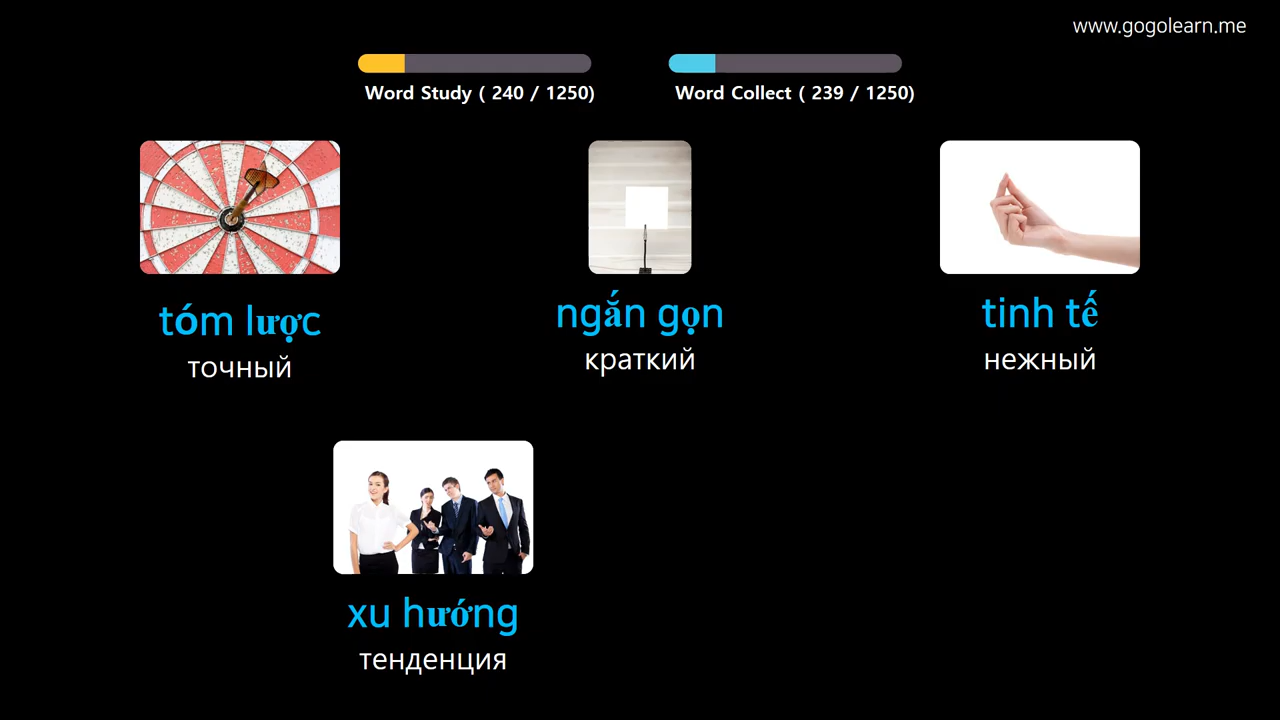 www.gogolearn.me
Word Study ( 240 / 1250)
Word Collect ( 239 / 1250)
tóm lược
точный
ngắn gọn
краткий
tinh tế
нежный
xu hướng
тенденция